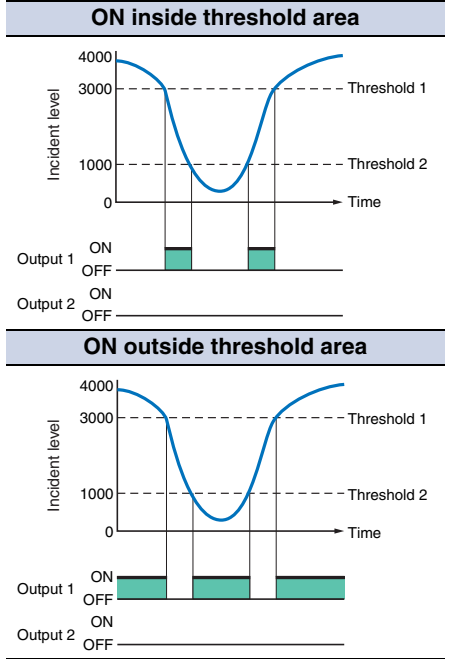 ON inside threshold area
4000
3000
1000
0
Incident level
Threshold 1
Threshold 2
Time
Output 1
ON
OFF
Output 2
ON
OFF
ON outside threshold area
4000
3000
1000
0
Incident level
Threshold 1
Threshold 2
Time
Output 1
ON
OFF
Output 2
ON
OFF